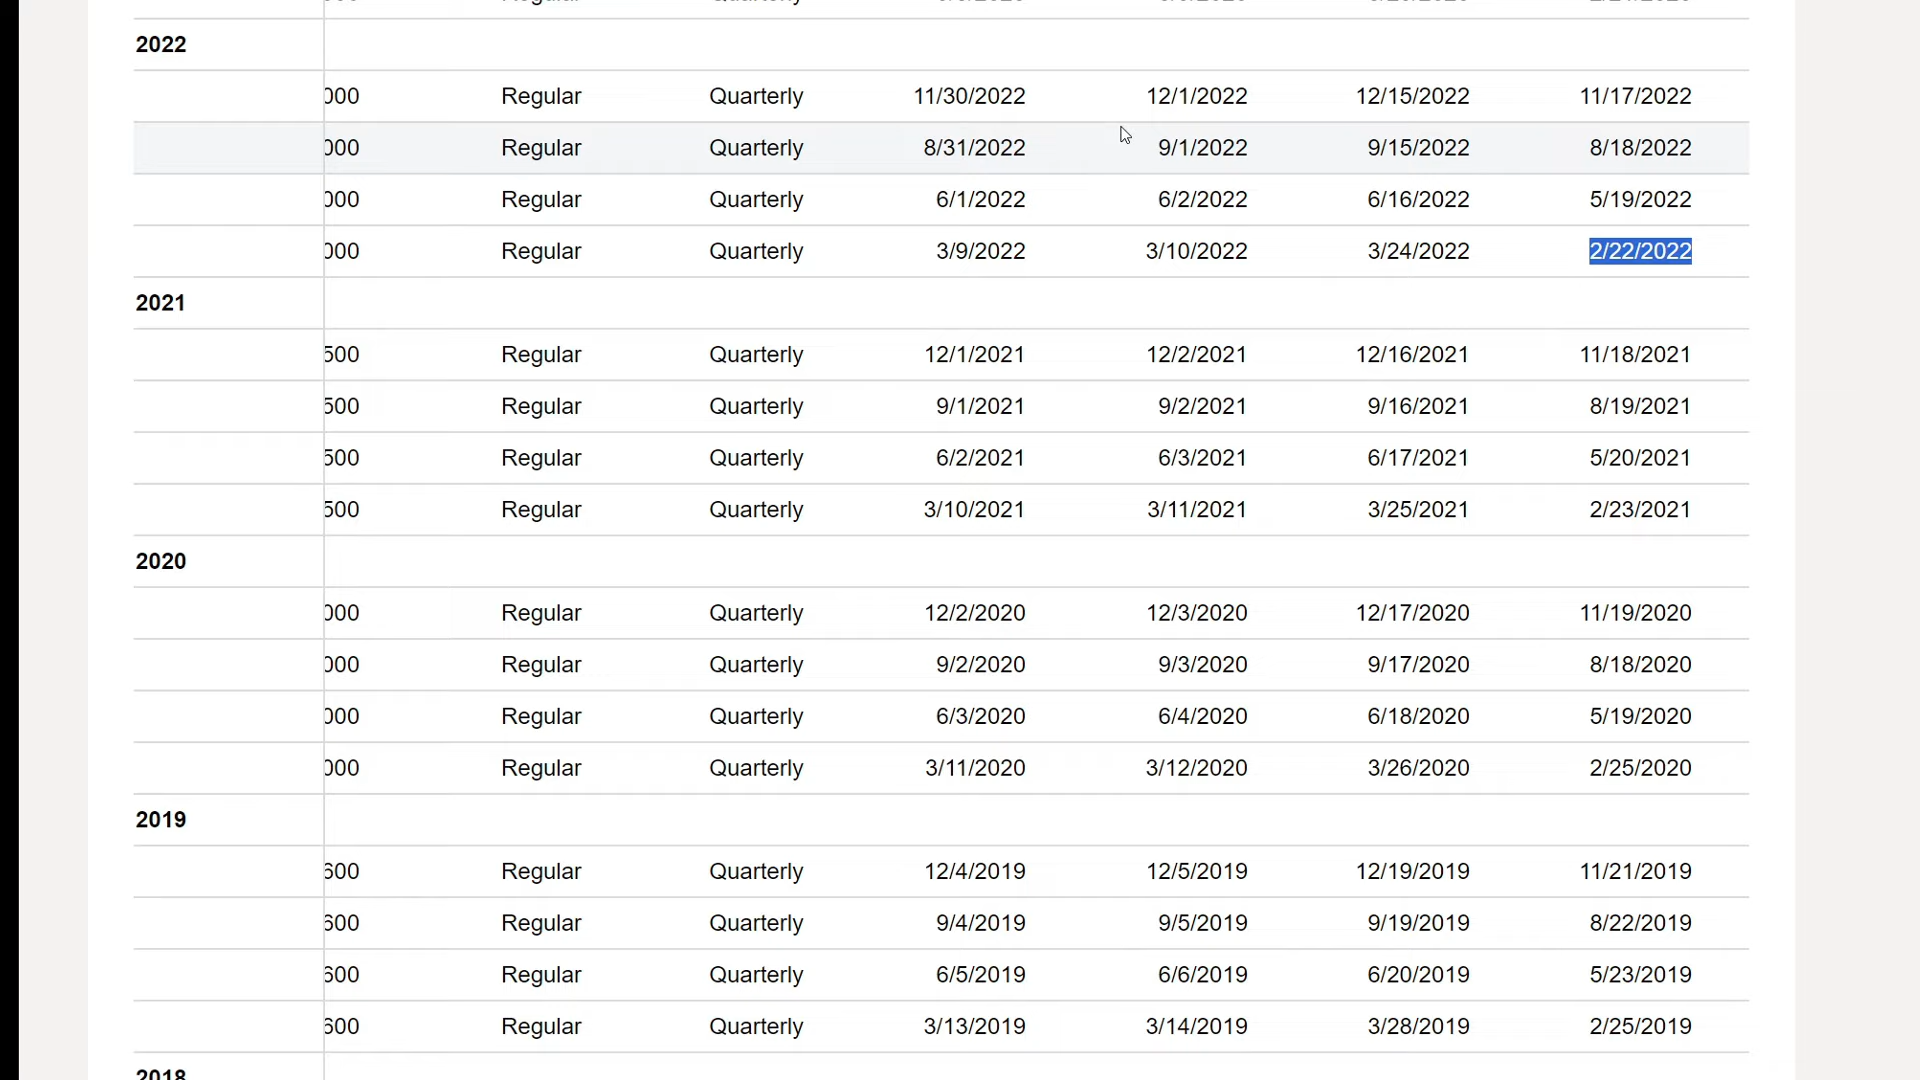 2022
000 Regular Quarterly 11/30/2022 12/1/2022 12/15/2022 11/17/2022
000 Regular Quarterly 8/31/2022 9/1/2022 9/15/2022 8/18/2022
000 Regular Quarterly 6/1/2022 6/2/2022 6/16/2022 5/19/2022
000 Regular Quarterly 3/9/2022 3/10/2022 3/24/2022 2/22/2022
2021
500 Regular Quarterly 12/1/2021 12/2/2021 12/16/2021 11/18/2021
500 Regular Quarterly 9/1/2021 9/2/2021 9/16/2021 8/19/2021
500 Regular Quarterly 6/2/2021 6/3/2021 6/17/2021 5/20/2021
500 Regular Quarterly 3/10/2021 3/11/2021 3/25/2021 2/23/2021
2020
000 Regular Quarterly 12/2/2020 12/3/2020 12/17/2020 11/19/2020
000 Regular Quarterly 9/2/2020 9/3/2020 9/17/2020 8/18/2020
000 Regular Quarterly 6/3/2020 6/4/2020 6/18/2020 5/19/2020
000 Regular Quarterly 3/11/2020 3/12/2020 3/26/2020 2/25/2020
2019
600 Regular Quarterly 12/4/2019 12/5/2019 12/19/2019 11/21/2019
600 Regular Quarterly 9/4/2019 9/5/2019 9/19/2019 8/22/2019
600 Regular Quarterly 6/5/2019 6/6/2019 6/20/2019 5/23/2019
600 Regular Quarterly 3/13/2019 3/14/2019 3/28/2019 2/25/2019
2018